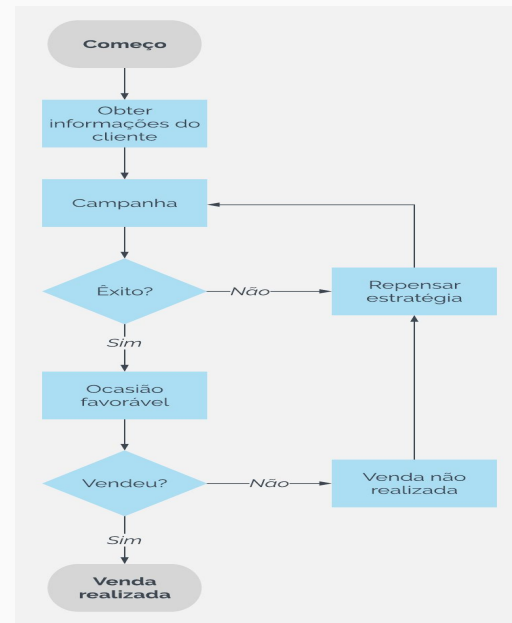 Começo
Obter
informações do
cliente
Campanha
Êxito?
Não
Repensar
estratégia
Sim
Ocasião
favorável
Vendeu?
Não
Venda não
realizada
Sim
Venda
realizada